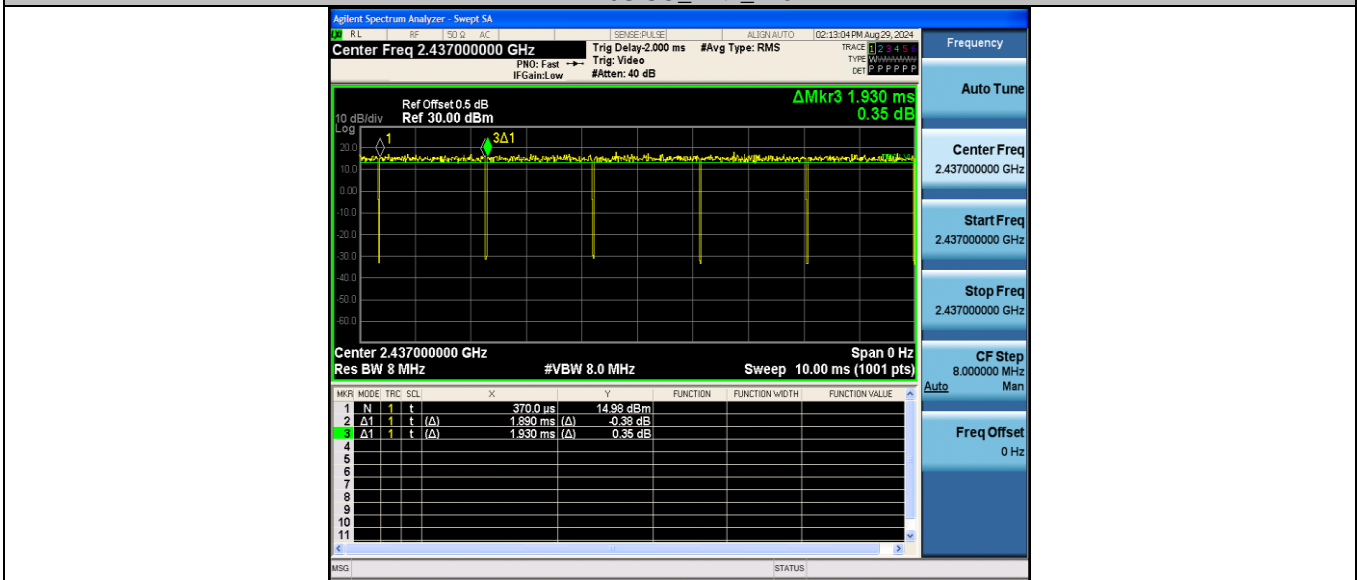 Agilent Spectrum Analyzer - Swept SA
RL RF 50 Ω AC SENSE:PULSE ALIGN AUTO 02:13:04 PM Aug 29, 2024
Center Freq 2.437000000 GHz
PNO: Fast
IFGain:Low
Trig Delay-2.000 ms
Trig: Video
#Atten: 40 dB
#Avg Type: RMS
TRACE 1 2 3 4 5 6
TYPE W
DET P P P P P P
Frequency
ΔMkr3 1.930 ms
0.35 dB
Ref Offset 0.5 dB
10 dB/div Ref 30.00 dBm
Log
1
3Δ1
20.0
10.0
0.00
-10.0
-20.0
-30.0
-40.0
-50.0
-60.0
Center 2.437000000 GHz Span 0 Hz
Res BW 8 MHz #VBW 8.0 MHz Sweep 10.00 ms (1001 pts)
MKR MODE TRC SCL X Y FUNCTION FUNCTION WIDTH FUNCTION VALUE
1 N 1 t 370.0 us 14.98 dBm
2 Δ1 1 t (Δ) 1.890 ms (Δ) -0.38 dB
3 Δ1 1 t (Δ) 1.930 ms (Δ) 0.35 dB
4
5
6
7
8
9
10
11
MSG STATUS
Auto Tune
Center Freq
2.437000000 GHz
Start Freq
2.437000000 GHz
Stop Freq
2.437000000 GHz
CF Step
8.000000 MHz
Auto Man
Freq Offset
0 Hz